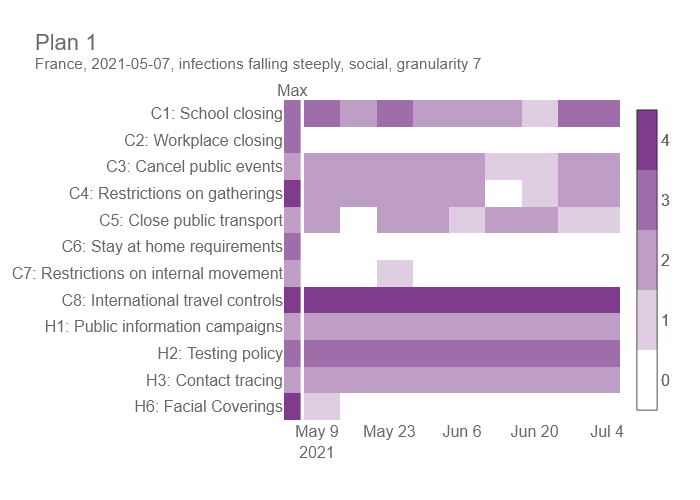 Plan 1
France, 2021-05-07, infections falling steeply, social, granularity 7
Max
C1: School closing
C2: Workplace closing
C3: Cancel public events
C4: Restrictions on gatherings
C5: Close public transport
C6: Stay at home requirements
C7: Restrictions on internal movement
C8: International travel controls
H1: Public information campaigns
H2: Testing policy
H3: Contact tracing
H6: Facial Coverings
May 9 May 23 Jun 6 Jun 20 Jul 4
2021
4
3
2
1
0